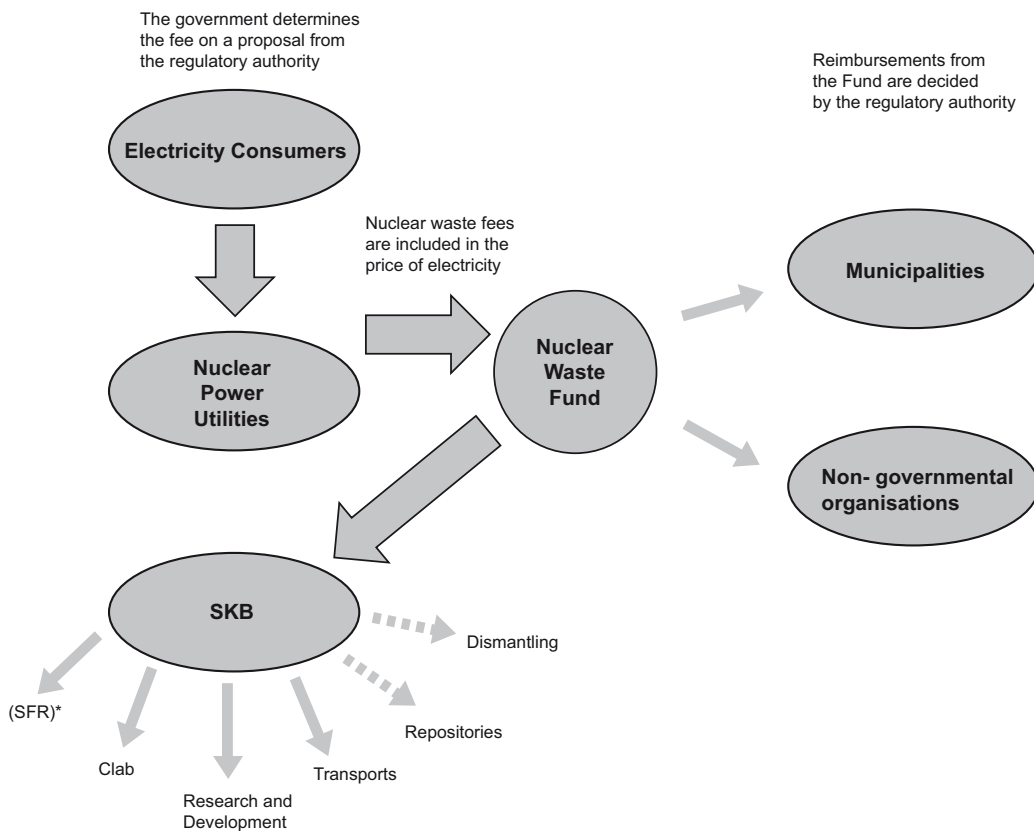 The government determines
the fee on a proposal from
the regulatory authority
Reimbursements from
the Fund are decided
by the regulatory authority
Electricity Consumers
Nuclear waste fees
are included in the
price of electricity
Municipalities
Nuclear
Power
Utilities
Nuclear
Waste
Fund
Non- governmental
organisations
SKB
Dismantling
(SFR)*
Repositories
Clab
Transports
Research and
Development